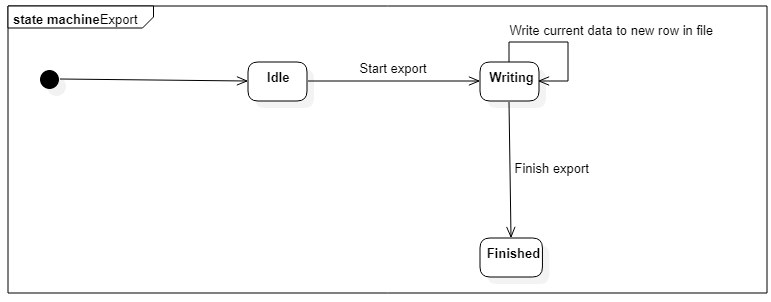 state machineExport
Write current data to new row in file
Idle
Start export
Writing
Finish export
Finished